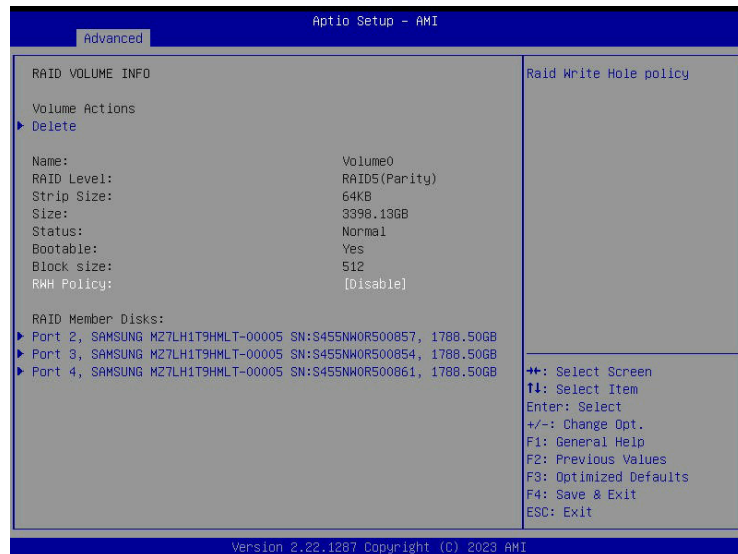 Aptio Setup - AMI
Advanced
RAID VOLUME INFO
Volume Actions
Delete
Name: Volume0
RAID Level: RAID5(Parity)
Strip Size: 64KB
Size: 3398.13GB
Status: Normal
Bootable: Yes
Block size: 512
RWH Policy: [Disable]
RAID Member Disks:
Port 2, SAMSUNG MZ7LH1T9HMLT-00005 SN:S455NW0R500857, 1788.50GB
Port 3, SAMSUNG MZ7LH1T9HMLT-00005 SN:S455NW0R500854, 1788.50GB
Port 4, SAMSUNG MZ7LH1T9HMLT-00005 SN:S455NW0R500861, 1788.50GB
Raid Write Hole policy
→←: Select Screen
↑↓: Select Item
Enter: Select
+/-: Change Opt.
F1: General Help
F2: Previous Values
F3: Optimized Defaults
F4: Save & Exit
ESC: Exit
Version 2.22.1287 Copyright (C) 2023 AMI